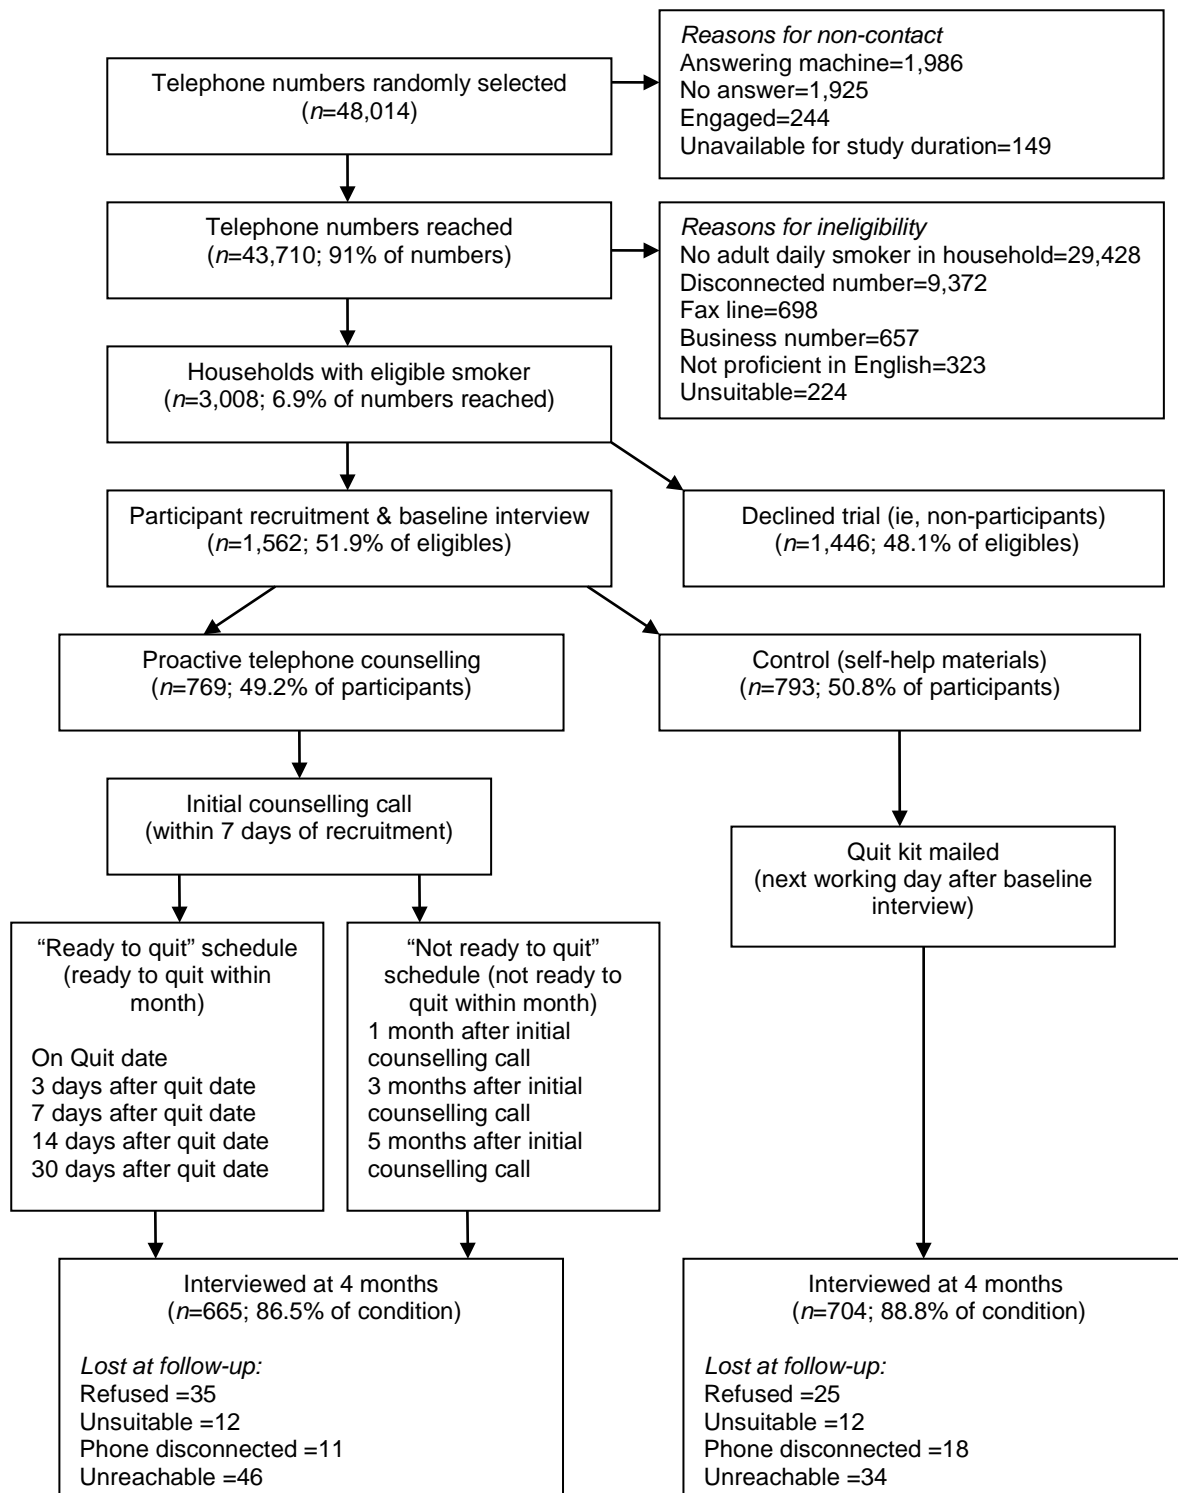 Telephone numbers randomly selected
(n=48,014)
Reasons for non-contact
Answering machine=1,986
No answer=1,925
Engaged=244
Unavailable for study duration=149
Telephone numbers reached
(n=43,710; 91% of numbers)
Reasons for ineligibility
No adult daily smoker in household=29,428
Disconnected number=9,372
Fax line=698
Business number=657
Not proficient in English=323
Unsuitable=224
Households with eligible smoker
(n=3,008; 6.9% of numbers reached)
Participant recruitment & baseline interview
(n=1,562; 51.9% of eligibles)
Declined trial (ie, non-participants)
(n=1,446; 48.1% of eligibles)
Proactive telephone counselling
(n=769; 49.2% of participants)
Control (self-help materials)
(n=793; 50.8% of participants)
Initial counselling call
(within 7 days of recruitment)
Quit kit mailed
(next working day after baseline
interview)
“Ready to quit” schedule
(ready to quit within
month)
On Quit date
3 days after quit date
7 days after quit date
14 days after quit date
30 days after quit date
“Not ready to quit”
schedule (not ready to
quit within month)
1 month after initial
counselling call
3 months after initial
counselling call
5 months after initial
counselling call
Interviewed at 4 months
(n=665; 86.5% of condition)
Lost at follow-up:
Refused =35
Unsuitable =12
Phone disconnected =11
Unreachable =46
Interviewed at 4 months
(n=704; 88.8% of condition)
Lost at follow-up:
Refused =25
Unsuitable =12
Phone disconnected =18
Unreachable =34